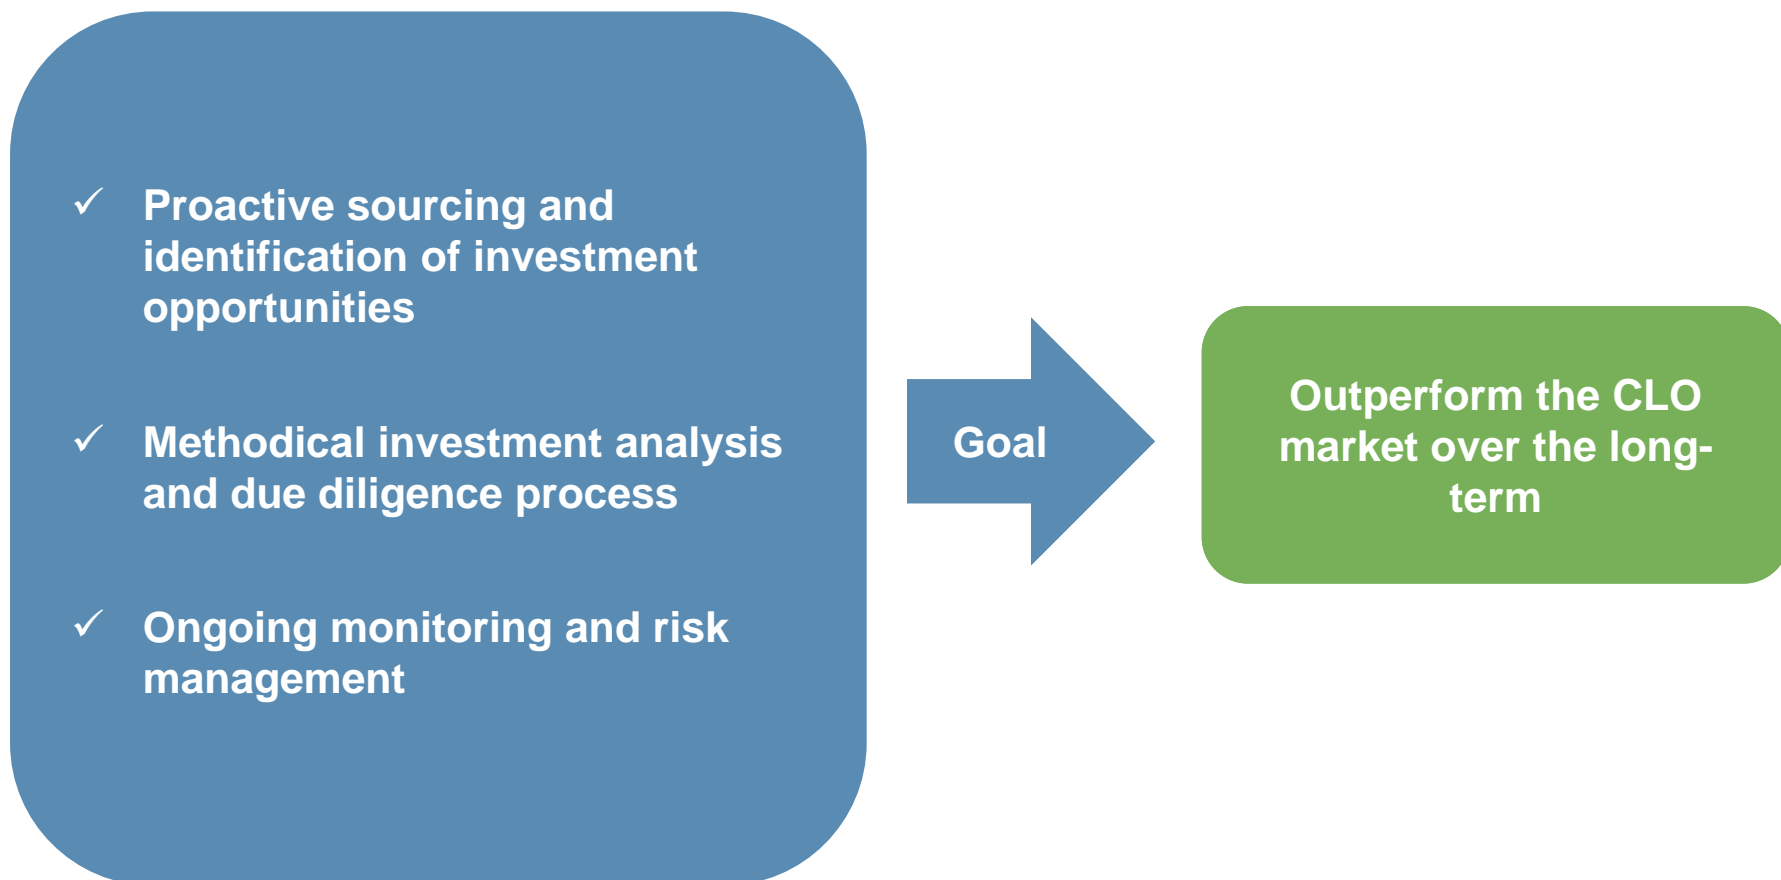 ✓ Proactive sourcing and
identification of investment
opportunities
✓ Methodical investment analysis
and due diligence process
✓ Ongoing monitoring and risk
management
Goal
Outperform the CLO
market over the long-
term